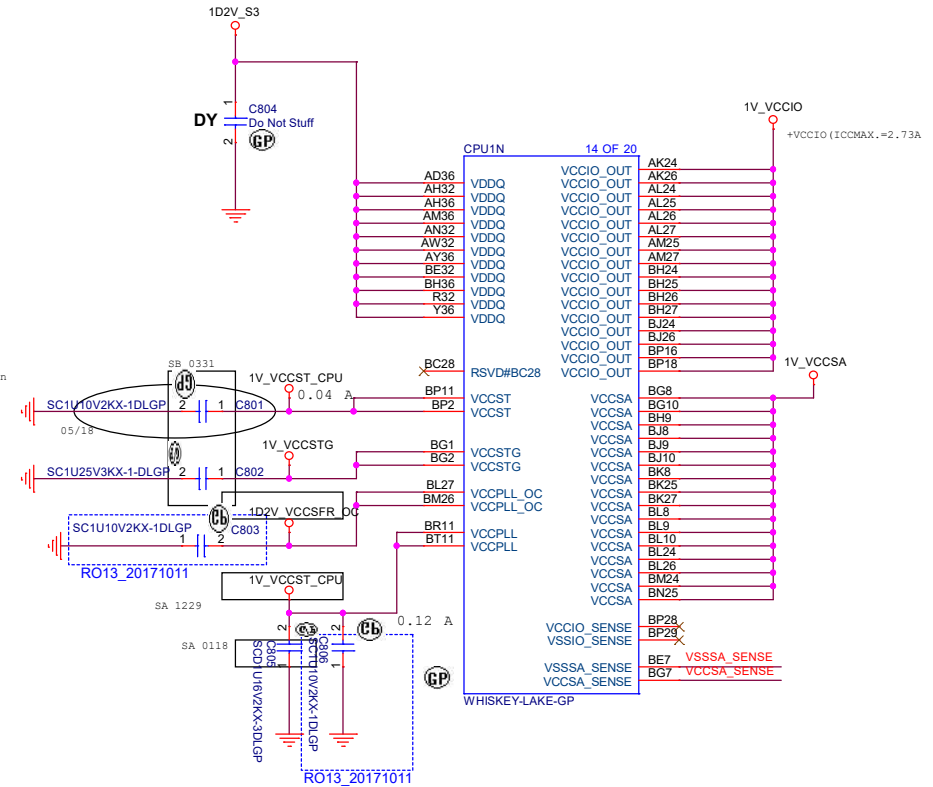 1D2V_S3
1
C804
DY
Do Not Stuff
GP
2
1V_VCCIO
+VCCIO(ICCMAX.=2.73A
CPU1N
14 OF 20
AD36 VDDQ
AH32 VDDQ
AH36 VDDQ
AM36 VDDQ
AN32 VDDQ
AW32 VDDQ
AY36 VDDQ
BE32 VDDQ
BH36 VDDQ
R32 VDDQ
Y36 VDDQ
BC28 RSVD#BC28
BP11 VCCST
BP2 VCCST
BG1 VCCSTG
BG2 VCCSTG
BL27 VCCPLL_OC
BM26 VCCPLL_OC
BR11 VCCPLL
BT11 VCCPLL
VCCIO_OUT AK24
VCCIO_OUT AK26
VCCIO_OUT AL24
VCCIO_OUT AL25
VCCIO_OUT AL26
VCCIO_OUT AL27
VCCIO_OUT AM25
VCCIO_OUT AM27
VCCIO_OUT BH24
VCCIO_OUT BH25
VCCIO_OUT BH26
VCCIO_OUT BH27
VCCIO_OUT BJ24
VCCIO_OUT BJ26
VCCIO_OUT BP16
VCCIO_OUT BP18
1V_VCCSA
VCCSA BG8
VCCSA BG10
VCCSA BH9
VCCSA BJ8
VCCSA BJ9
VCCSA BJ10
VCCSA BK8
VCCSA BK25
VCCSA BK27
VCCSA BL8
VCCSA BL9
VCCSA BL10
VCCSA BL24
VCCSA BL26
VCCSA BM24
VCCSA BN25
VCCIO_SENSE BP28
VSSIO_SENSE BP29
VSSSA_SENSE BE7 VSSSA_SENSE
VCCSA_SENSE BG7 VCCSA_SENSE
WHISKEY-LAKE-GP
n
SB 0331
GP
1V_VCCST_CPU
0.04 A
SC1U10V2KX-1DLGP 2 1 C801
05/18
1V_VCCSTG
SC1U25V3KX-1-DLGP 2 1 C802
1D2V_VCCSFR_OC
GP
SC1U10V2KX-1DLGP
C803
1 2
RO13_20171011
1V_VCCST_CPU
SA 1229
0.12 A
SA 0118
2
1
C805
SCD1U16V2KX-3DLGP
GP
2
1
C806
SC1U10V2KX-1DLGP
GP
GP
RO13_20171011